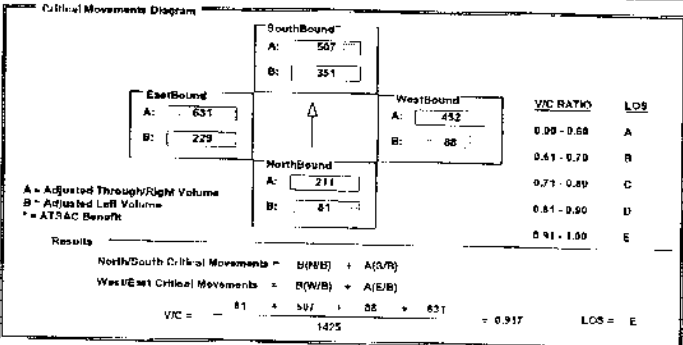 Critical Movements Diagram
SouthBound
A: 507
B: 351
EastBound
A: 631
B: 229
WestBound
A: 452
B: 88
NorthBound
A: 211
B: 81
V/C RATIO LOS
0.00 - 0.60 A
0.61 - 0.70 B
0.71 - 0.80 C
0.81 - 0.90 D
0.91 - 1.00 E
A = Adjusted Through/Right Volume
B = Adjusted Left Volume
* = ATSAC Benefit
Results
North/South Critical Movements = B(N/B) + A(S/B)
West/East Critical Movements = B(W/B) + A(E/B)
V/C = 81 + 507 + 88 + 631
1425
= 0.917 LOS = E